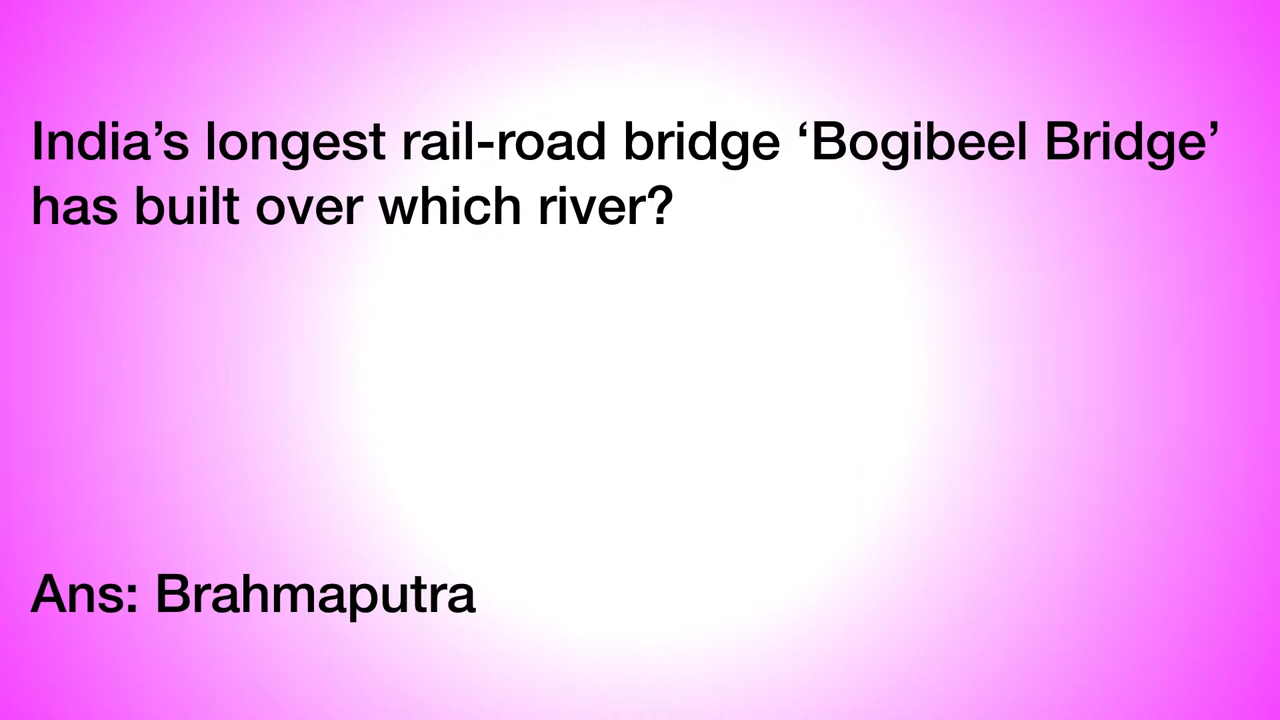 India’s longest rail-road bridge ‘Bogibeel Bridge’
has built over which river?
Ans: Brahmaputra